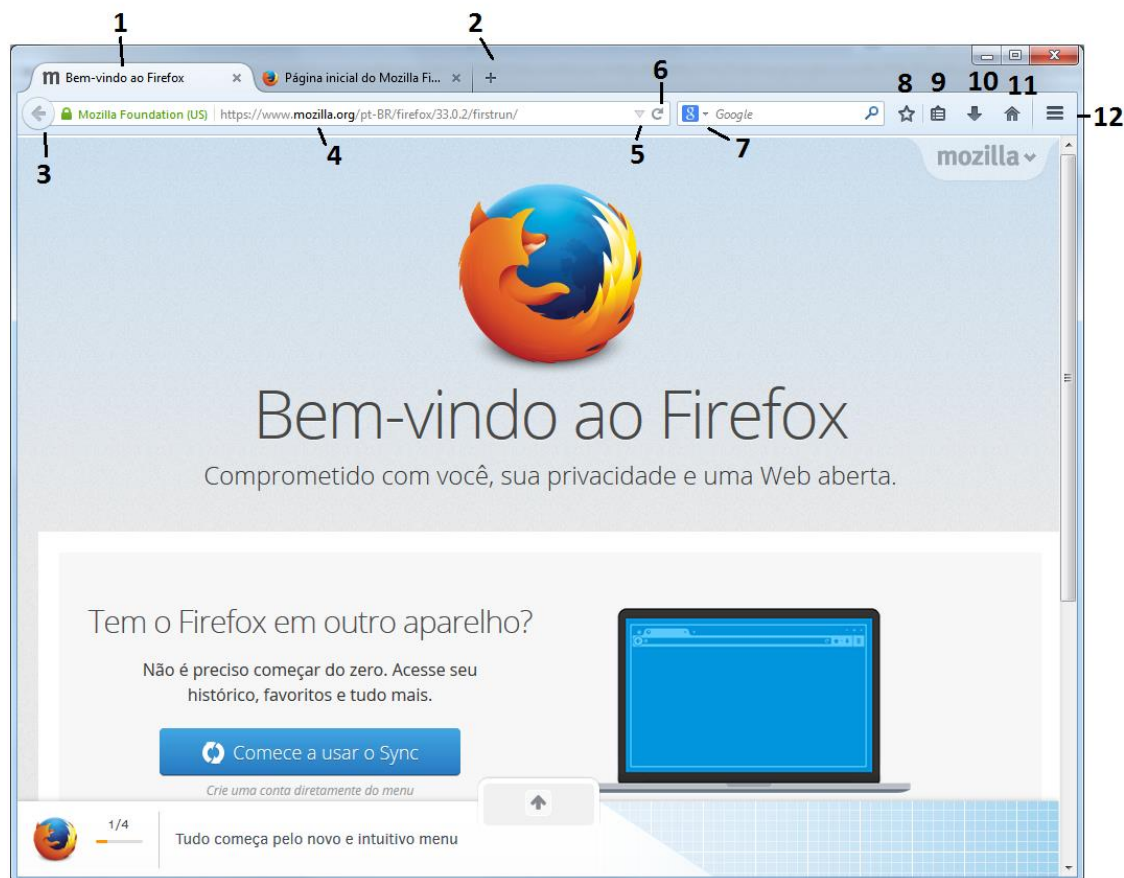 1
2
Bem-vindo ao Firefox
Página inicial do Mozilla Fi...
6
8 9 10 11
Mozilla Foundation (US) https://www.mozilla.org/pt-BR/firefox/33.0.2/firstrun/
8 Google
12
3
4
5
7
mozilla
Bem-vindo ao Firefox
Comprometido com você, sua privacidade e uma Web aberta.
Tem o Firefox em outro aparelho?
Não é preciso começar do zero. Acesse seu
histórico, favoritos e tudo mais.
Comece a usar o Sync
Crie uma conta diretamente do menu
1/4
Tudo começa pelo novo e intuitivo menu